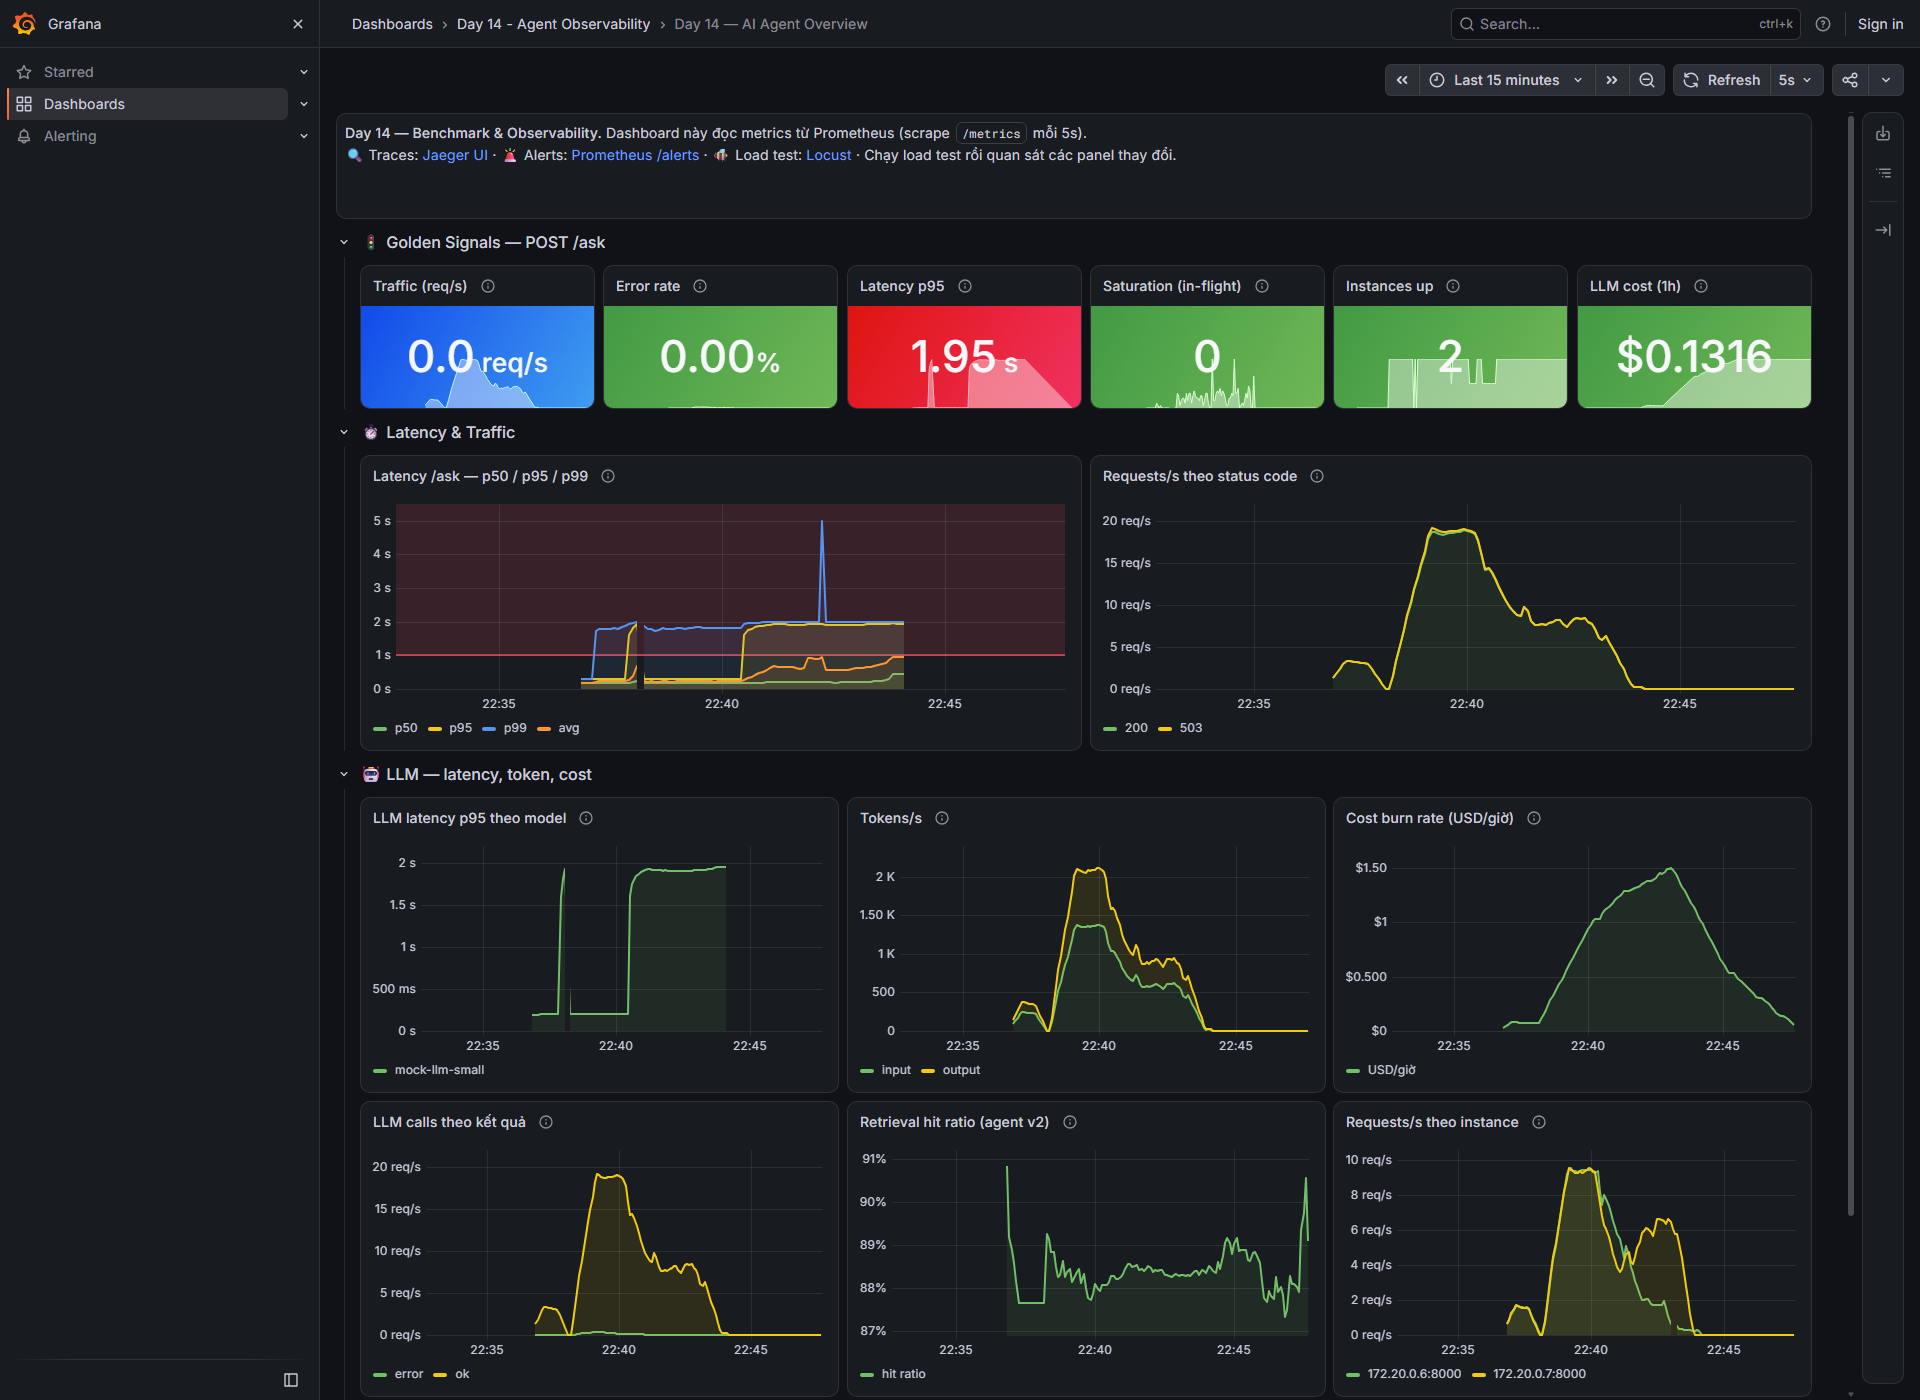 Grafana
Dashboards › Day 14 - Agent Observability › Day 14 — AI Agent Overview
Search... ctrl+k
Sign in
Starred
Dashboards
Alerting
Last 15 minutes
Refresh 5s
Day 14 — Benchmark & Observability. Dashboard này đọc metrics từ Prometheus (scrape /metrics mỗi 5s).
Traces: Jaeger UI · Alerts: Prometheus /alerts · Load test: Locust · Chạy load test rồi quan sát các panel thay đổi.
Golden Signals — POST /ask
Traffic (req/s)
0.0 req/s
Error rate
0.00%
Latency p95
1.95 s
Saturation (in-flight)
0
Instances up
2
LLM cost (1h)
$0.1316
Latency & Traffic
Latency /ask — p50 / p95 / p99
5 s
4 s
3 s
2 s
1 s
0 s
22:35 22:40 22:45
p50 p95 p99 avg
Requests/s theo status code
20 req/s
15 req/s
10 req/s
5 req/s
0 req/s
22:35 22:40 22:45
200 503
LLM — latency, token, cost
LLM latency p95 theo model
2 s
1.5 s
1 s
500 ms
0 s
22:35 22:40 22:45
mock-llm-small
Tokens/s
2 K
1.50 K
1 K
500
0
22:35 22:40 22:45
input output
Cost burn rate (USD/giờ)
$1.50
$1
$0.500
$0
22:35 22:40 22:45
USD/giờ
LLM calls theo kết quả
20 req/s
15 req/s
10 req/s
5 req/s
0 req/s
22:35 22:40 22:45
error ok
Retrieval hit ratio (agent v2)
91%
90%
89%
88%
87%
22:35 22:40 22:45
hit ratio
Requests/s theo instance
10 req/s
8 req/s
6 req/s
4 req/s
2 req/s
0 req/s
22:35 22:40 22:45
172.20.0.6:8000 172.20.0.7:8000